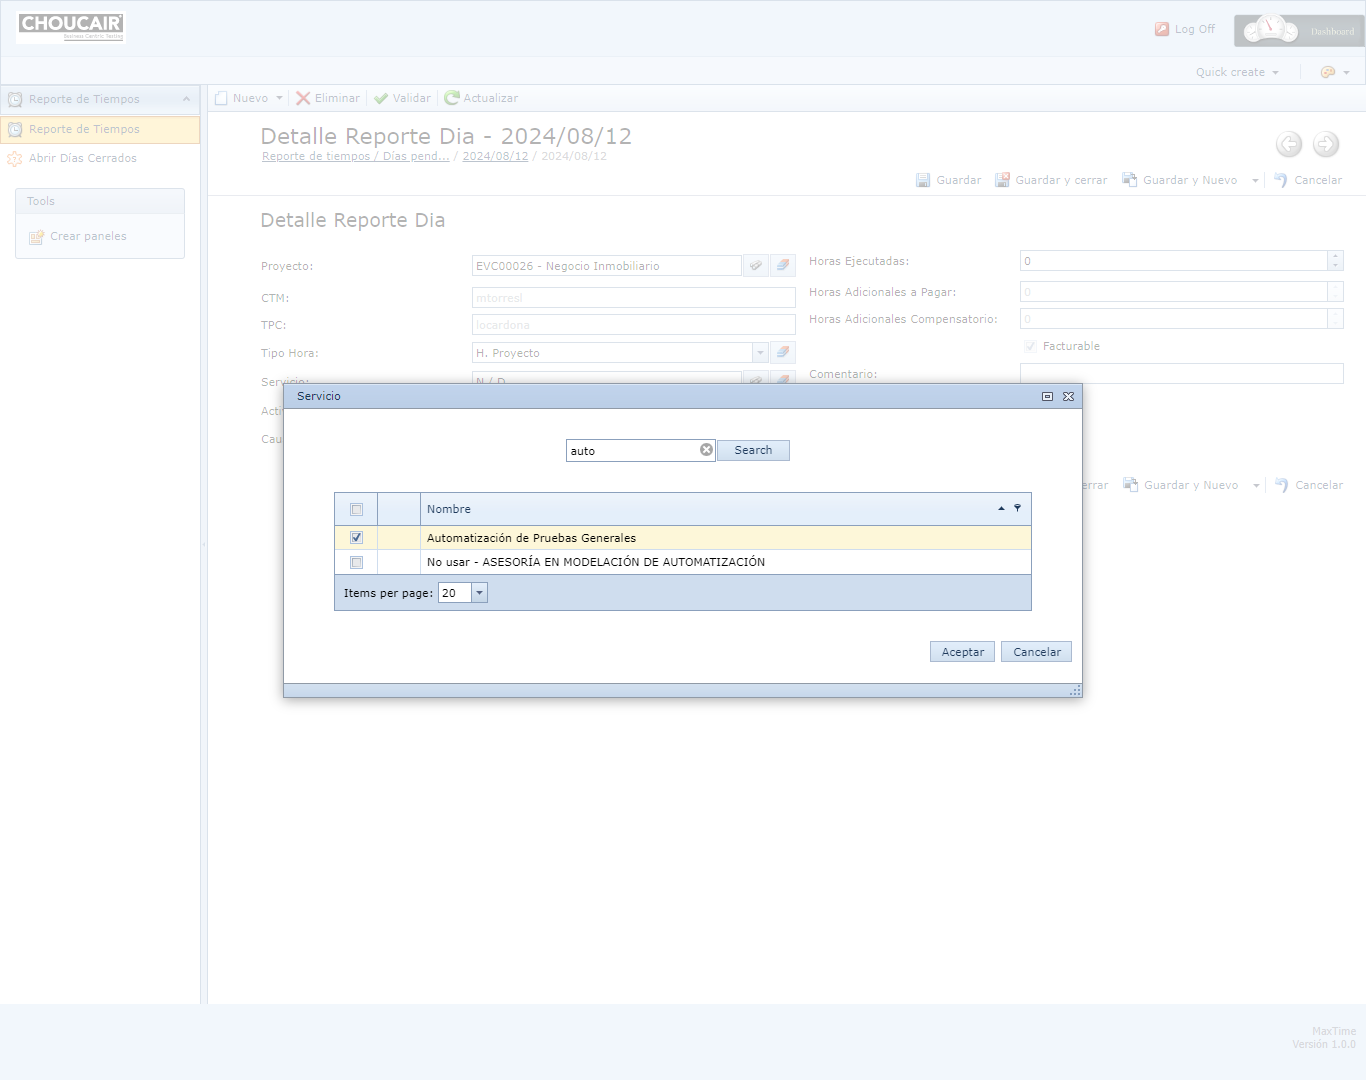 CHOUCAIR
Business Centric Testing
Log Off
Dashboard
Quick create
Reporte de Tiempos
Reporte de Tiempos
Abrir Días Cerrados
Tools
Crear paneles
Nuevo Eliminar Validar Actualizar
Detalle Reporte Dia - 2024/08/12
Reporte de tiempos / Días pend... / 2024/08/12 / 2024/08/12
Guardar Guardar y cerrar Guardar y Nuevo Cancelar
Detalle Reporte Dia
Proyecto: EVC00026 - Negocio Inmobiliario
Horas Ejecutadas: 0
CTM: mtorresl
Horas Adicionales a Pagar: 0
TPC: locardona
Horas Adicionales Compensatorio: 0
Tipo Hora: H. Proyecto
Facturable
Servicio: N / D
Comentario:
Acti
Cau
errar Guardar y Nuevo Cancelar
Servicio
auto Search
Nombre
Automatización de Pruebas Generales
No usar - ASESORÍA EN MODELACIÓN DE AUTOMATIZACIÓN
Items per page: 20
Aceptar Cancelar
MaxTime
Versión 1.0.0